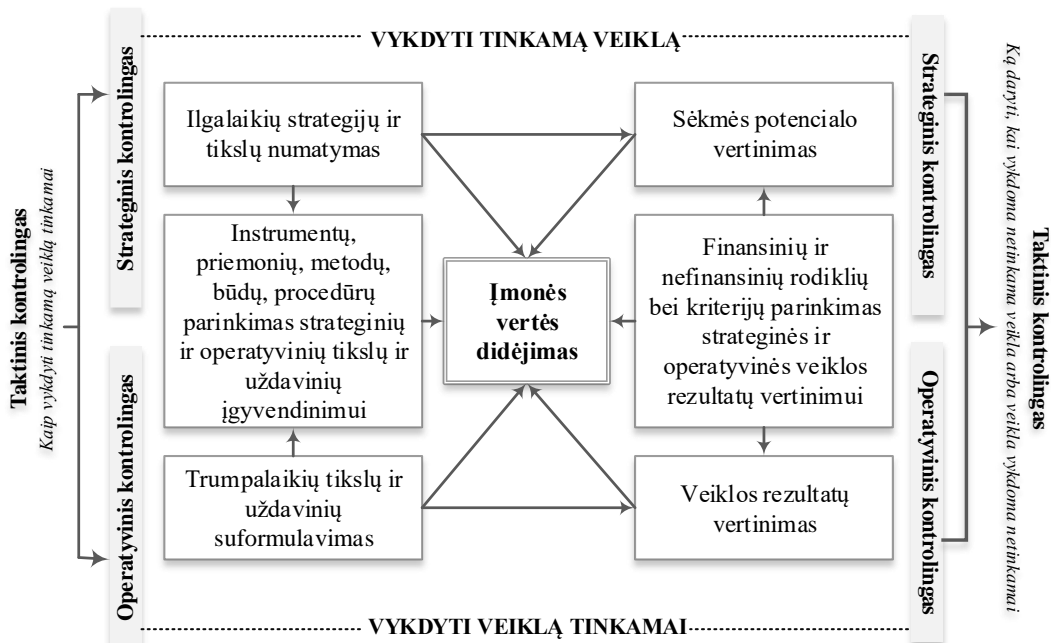 VYKDYTI TINKAMĄ VEIKLĄ
Taktinis kontrolingas
Kaip vykdyti tinkamą veiklą tinkamai
Strateginis kontrolingas
Operatyvinis kontrolingas
Ilgalaikių strategijų ir
tikslų numatymas
Instrumentų,
priemonių, metodų,
būdų, procedūrų
parinkimas strateginių
ir operatyvinių tikslų ir
uždavinių
įgyvendinimui
Trumpalaikių tikslų ir
uždavinių
suformulavimas
Įmonės
vertės
didėjimas
Sėkmės potencialo
vertinimas
Finansinių ir
nefinansinių rodiklių
bei kriterijų parinkimas
strateginės ir
operatyvinės veiklos
rezultatų vertinimui
Veiklos rezultatų
vertinimas
Strateginis kontrolingas
Operatyvinis kontrolingas
Ką daryti, kai vykdoma netinkama veikla arba veikla vykdoma netinkamai
Taktinis kontrolingas
VYKDYTI VEIKLĄ TINKAMAI